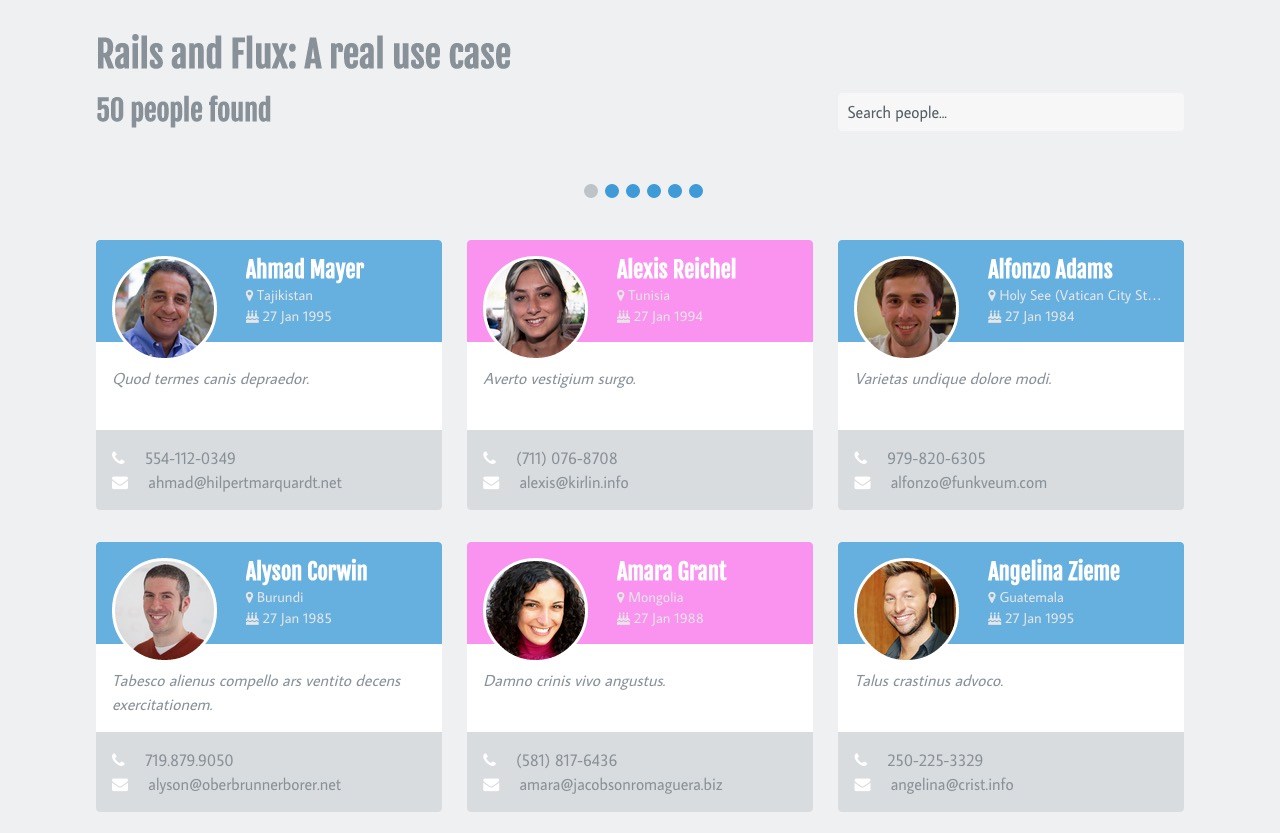 Rails and Flux: A real use case
50 people found
Search people...
Ahmad Mayer
Tajikistan
27 Jan 1995
Quod termes canis depraedor.
554-112-0349
ahmad@hilpertmarquardt.net
Alexis Reichel
Tunisia
27 Jan 1994
Averto vestigium surgo.
(711) 076-8708
alexis@kirlin.info
Alfonzo Adams
Holy See (Vatican City St...
27 Jan 1984
Varietas undique dolore modi.
979-820-6305
alfonzo@funkveum.com
Alyson Corwin
Burundi
27 Jan 1985
Tabesco alienus compello ars ventito decens
exercitationem.
719.879.9050
alyson@oberbrunnerborer.net
Amara Grant
Mongolia
27 Jan 1988
Damno crinis vivo angustus.
(581) 817-6436
amara@jacobsonromaguera.biz
Angelina Zieme
Guatemala
27 Jan 1995
Talus crastinus advoco.
250-225-3329
angelina@crist.info